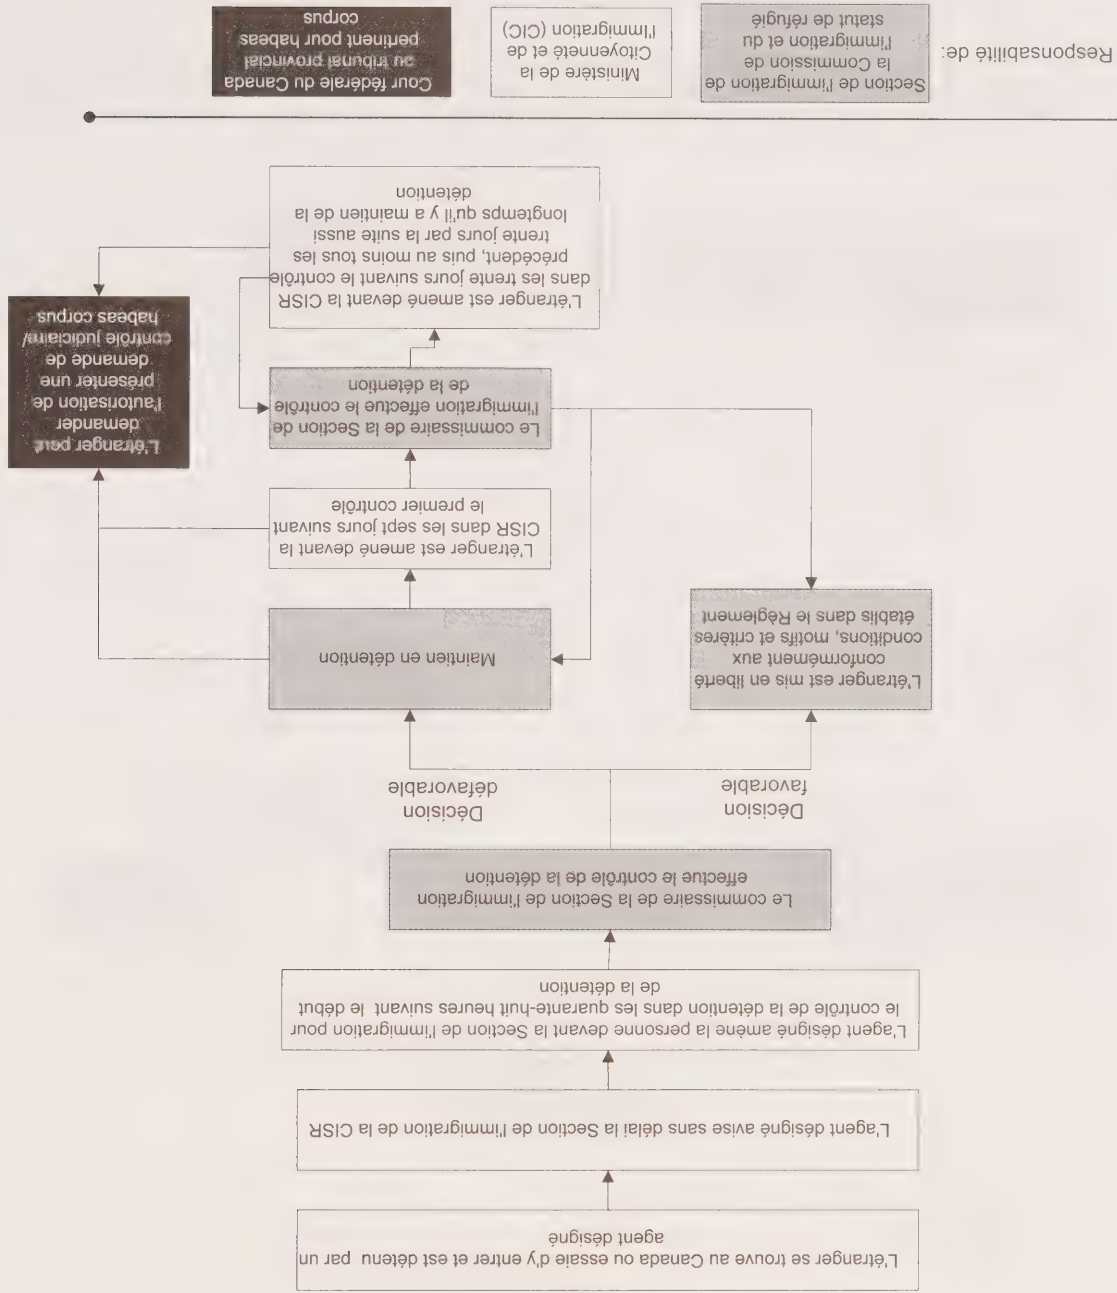 L'étranger se trouve au Canada ou essaie d'y entrer et est détenu par un
agent désigné
L'agent désigné avise sans délai la Section de l'immigration de la CISR
L'agent désigné amène la personne devant la Section de l'immigration pour
le contrôle de la détention dans les quarante-huit heures suivant le début
de la détention
Le commissaire de la Section de l'immigration
effectue le contrôle de la détention
Décision
favorable
Décision
défavorable
L'étranger est mis en liberté
conformément aux
conditions, motifs et critères
établis dans le Règlement
Maintien en détention
L'étranger est amené devant la
CISR dans les sept jours suivant
le premier contrôle
Le commissaire de la Section de
l'immigration effectue le contrôle
de la détention
L'étranger est amené devant la CISR
dans les trente jours suivant le contrôle
précédent, puis au moins tous les
trente jours par la suite aussi
longtemps qu'il y a maintien de la
détention
L'étranger peut
demander
l'autorisation de
présenter une
demande de
contrôle judiciaire/
habeas corpus
Responsabilité de:
Section de l'immigration de
la Commission de
l'immigration et du
statut de réfugié
Ministère de la
Citoyenneté et de
l'Immigration (CIC)
Cour fédérale du Canada
ou tribunal provincial
pertinent pour habeas
corpus